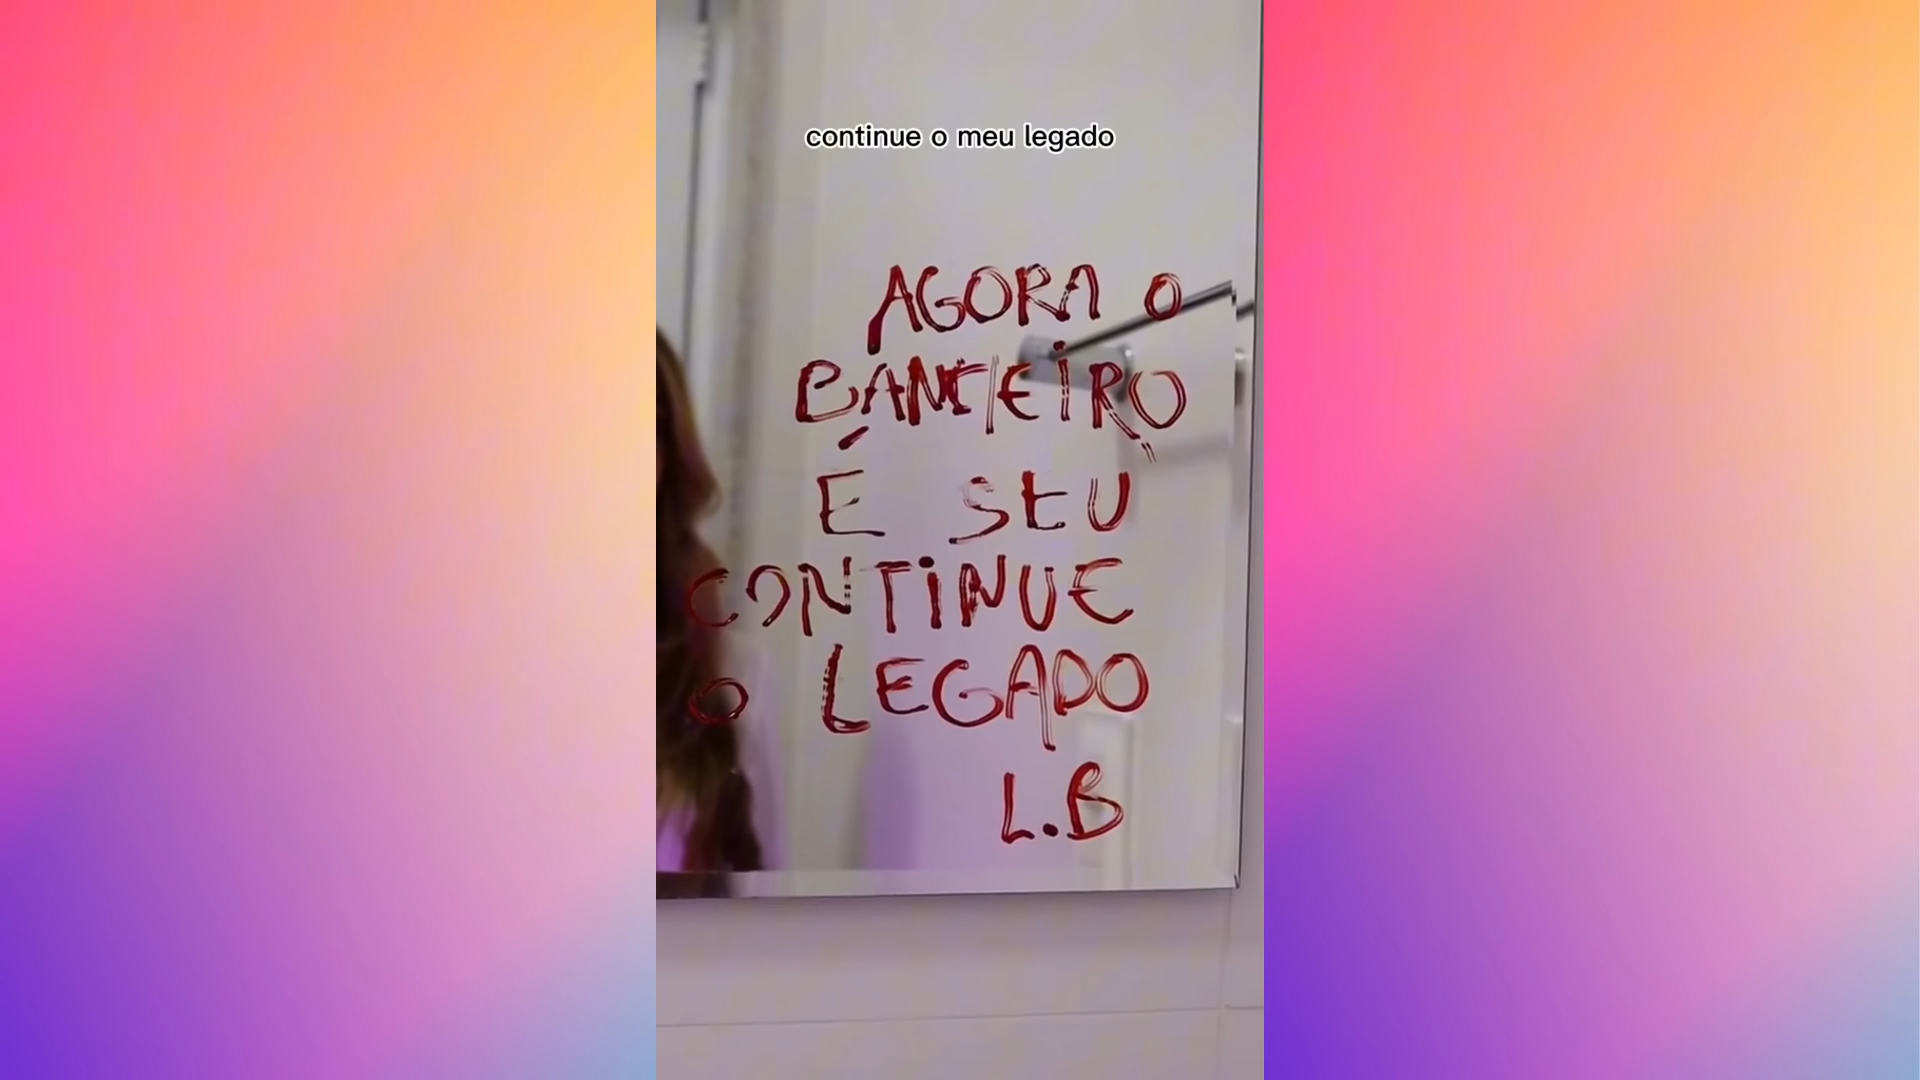 continue o meu legado
AGORA O
BANHEIRO
É SEU
CONTINUE
O LEGADO
L.B